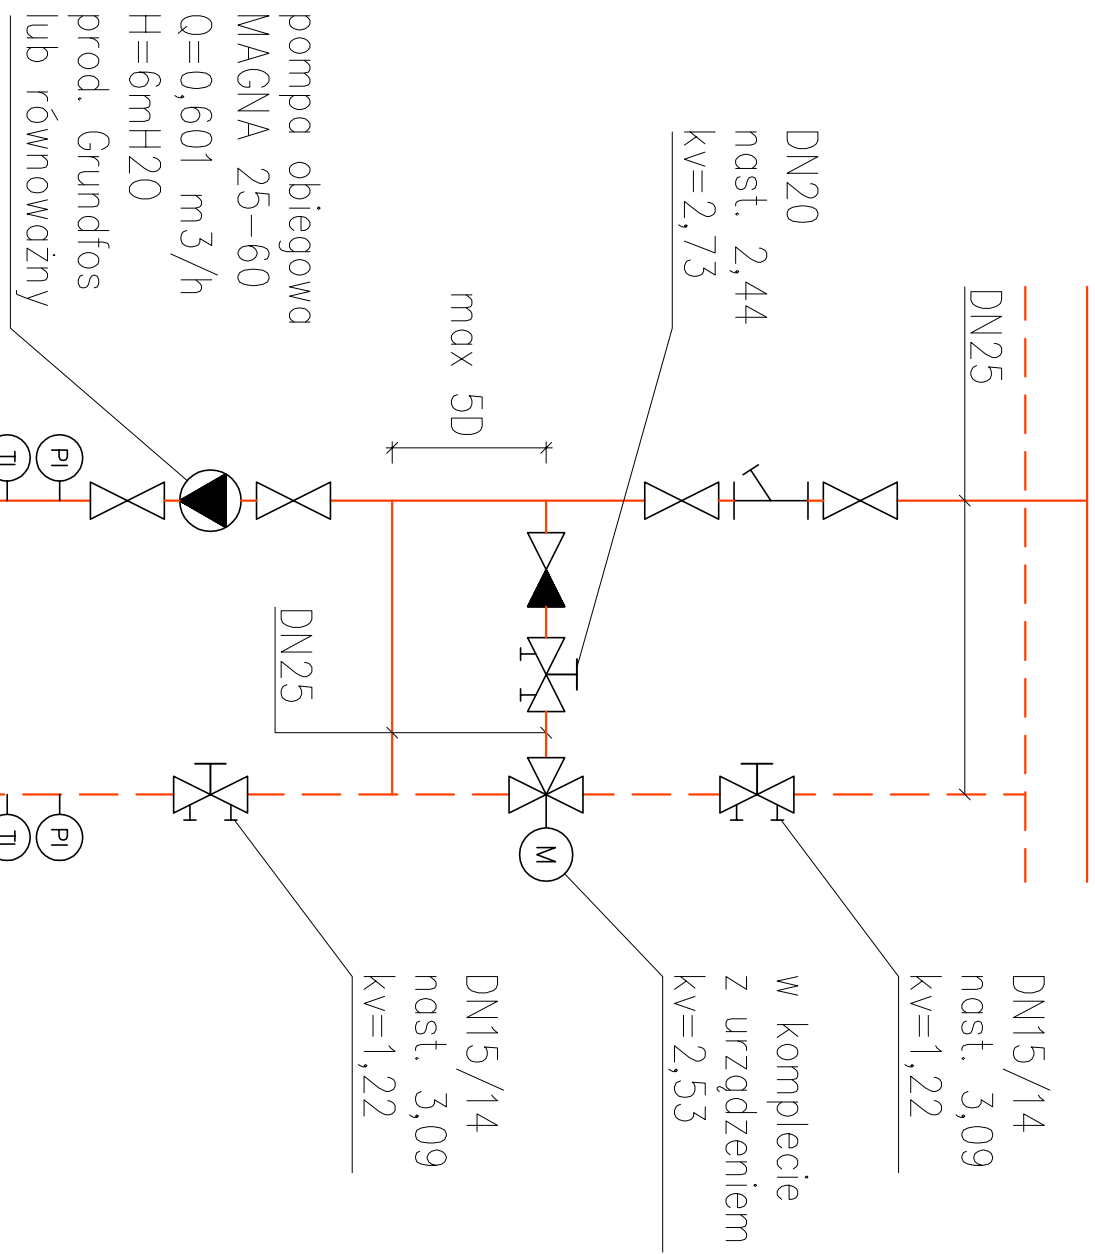 pompa obiegowa
MAGNA 25-60
Q=0,601 m3/h
H=6mH20
prod. Grundfos
lub równoważny
DN20
nast. 2,44
kv=2,73
DN25
max 5D
DN25
TI
PI
TI
PI
M
DN15/14
nast. 3,09
kv=1,22
w komplecie
z urządzeniem
kv=2,53
DN15/14
nast. 3,09
kv=1,22